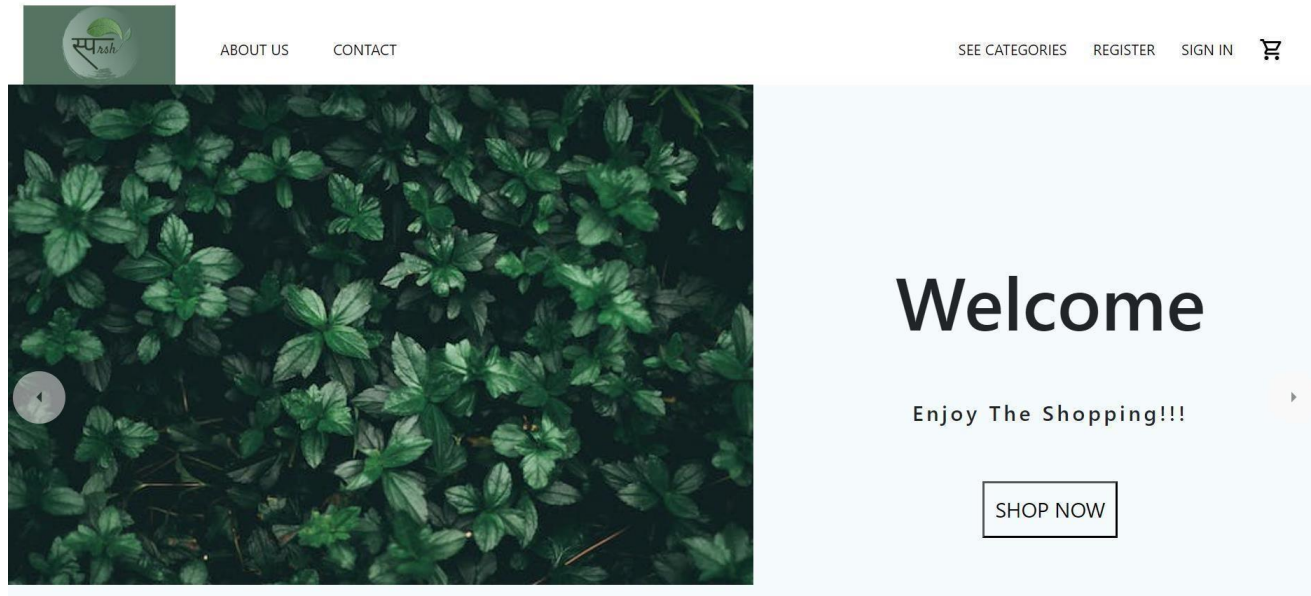 स्पrsh
ABOUT US
CONTACT
SEE CATEGORIES
REGISTER
SIGN IN
Welcome
Enjoy The Shopping!!!
SHOP NOW